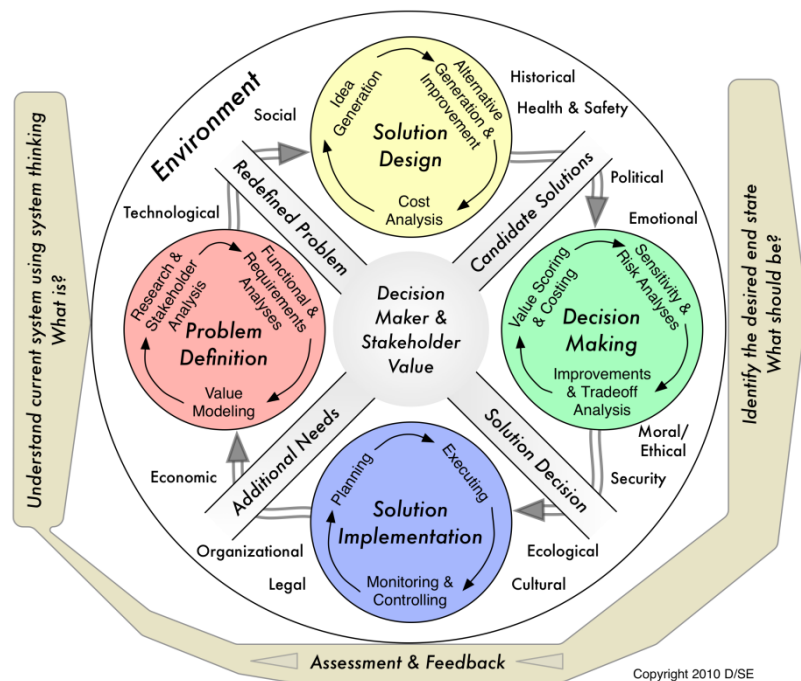 Environment
Social
Historical
Health & Safety
Political
Emotional
Technological
Idea
Generation
Alternative
Generation &
Improvement
Solution
Design
Cost
Analysis
Redefined Problem
Candidate Solutions
Understand current system using system thinking
What is?
Identify the desired end state
What should be?
Research &
Stakeholder
Analysis
Functional &
Requirements
Analyses
Problem
Definition
Value
Modeling
Decision
Maker &
Stakeholder
Value
Value Scoring
& Costing
Sensitivity &
Risk Analyses
Decision
Making
Improvements
& Tradeoff
Analysis
Additional Needs
Solution Decision
Moral/
Ethical
Security
Economic
Planning
Executing
Solution
Implementation
Monitoring &
Controlling
Organizational
Legal
Ecological
Cultural
Assessment & Feedback
Copyright 2010 D/SE